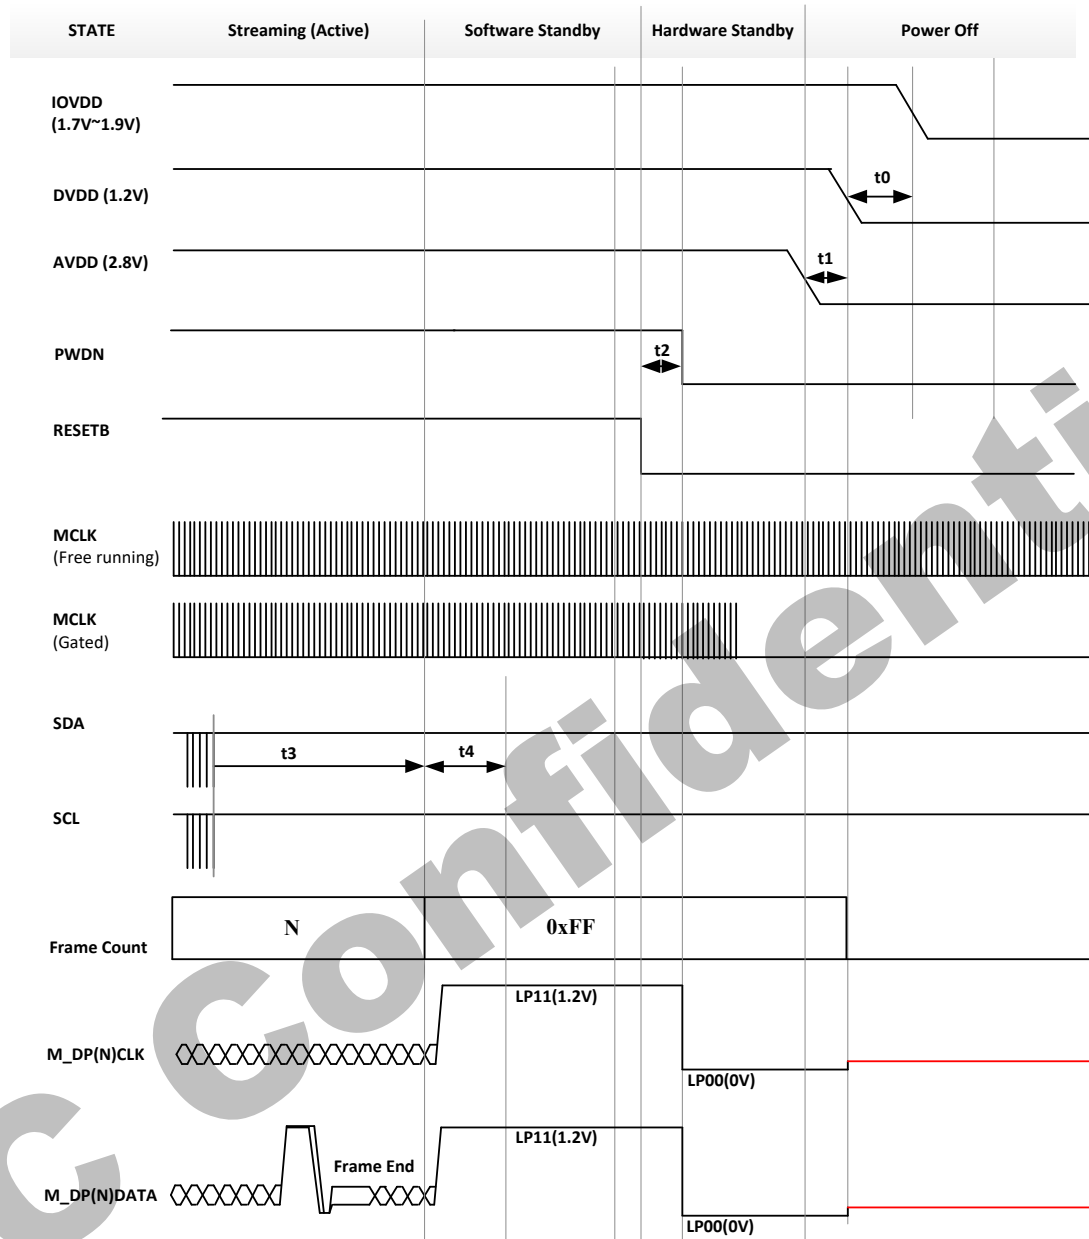 STATE Streaming (Active) Software Standby Hardware Standby Power Off
IOVDD
(1.7V~1.9V)
DVDD (1.2V)
t0
AVDD (2.8V)
t1
PWDN
t2
RESETB
MCLK
(Free running)
MCLK
(Gated)
SDA
t3 t4
SCL
Frame Count
N 0xFF
LP11(1.2V)
M_DP(N)CLK
LP00(0V)
LP11(1.2V)
Frame End
M_DP(N)DATA
LP00(0V)
C Confidenti